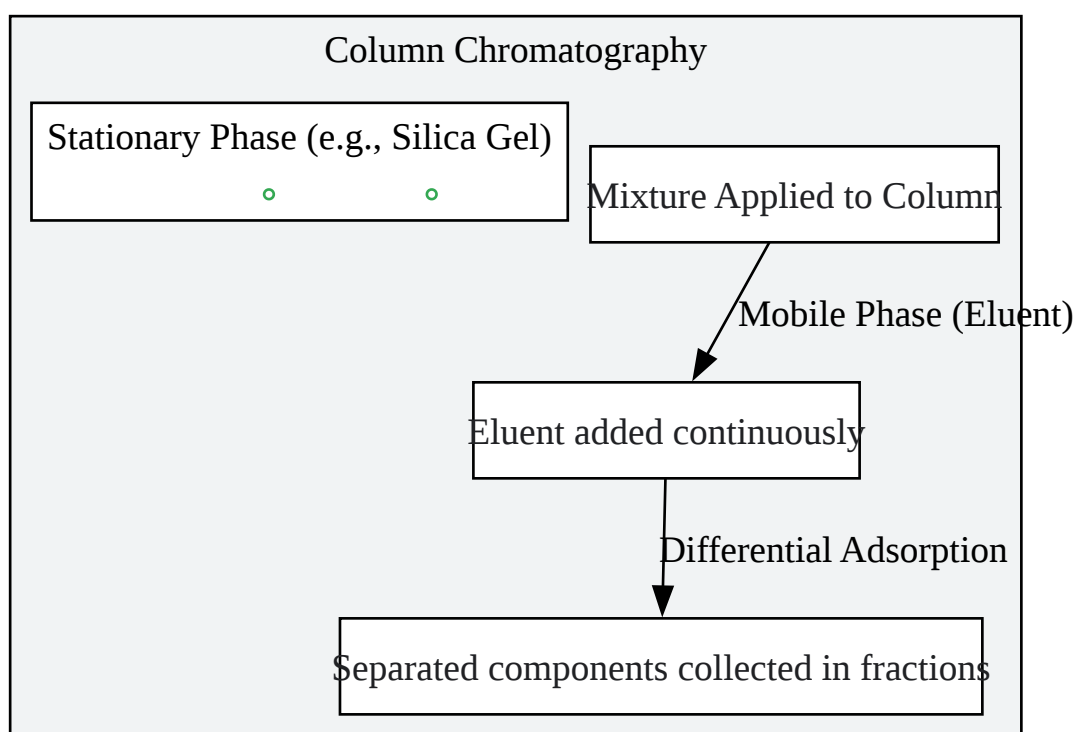 Column Chromatography
Stationary Phase (e.g., Silica Gel)
Mixture Applied to Column
Mobile Phase (Eluent)
Eluent added continuously
Differential Adsorption
Separated components collected in fractions